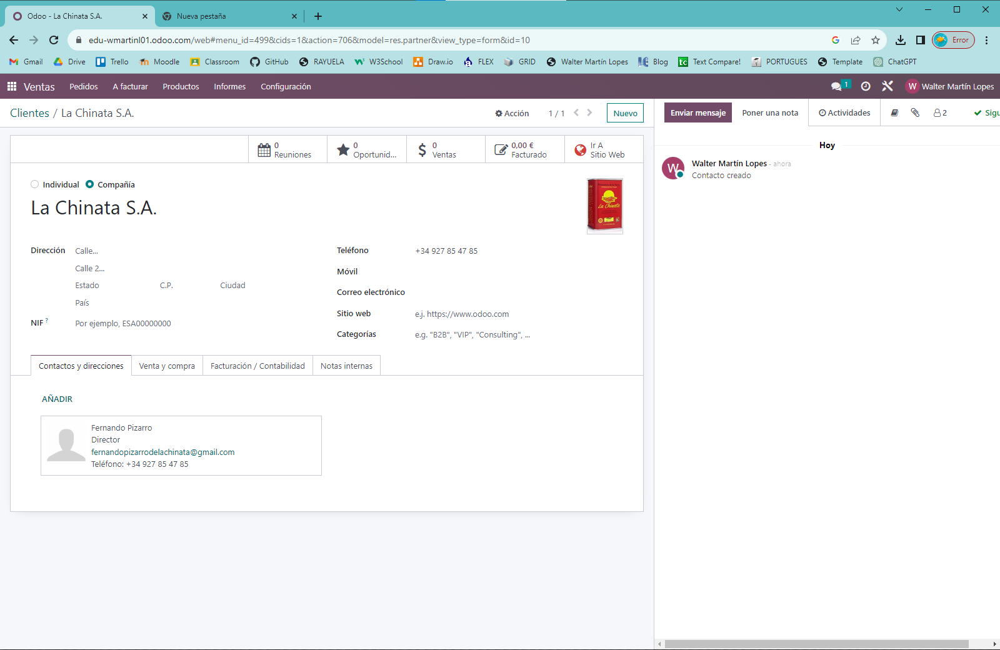 Odoo - La Chinata S.A.
Nueva pestaña
edu-wmartinl01.odoo.com/web#menu_id=499&cids=1&action=706&model=res.partner&view_type=form&id=10
Error
Gmail Drive Trello Moodle Classroom GitHub RAYUELA W3School Draw.io FLEX GRID Walter Martín Lopes Blog Text Compare! PORTUGUES Template ChatGPT
Ventas Pedidos A facturar Productos Informes Configuración
1
W Walter Martín Lopes
Clientes / La Chinata S.A.
Acción
1 / 1
Nuevo
Enviar mensaje
Poner una nota
Actividades
2
Sigu
0
Reuniones
0
Oportunid...
0
Ventas
0,00 €
Facturado
Ir A
Sitio Web
Hoy
W
Walter Martín Lopes - ahora
Contacto creado
Individual Compañía
La Chinata S.A.
La Chinata
Dirección Calle...
Calle 2...
Estado C.P. Ciudad
País
NIF ? Por ejemplo, ESA00000000
Teléfono +34 927 85 47 85
Móvil
Correo electrónico
Sitio web e.j. https://www.odoo.com
Categorías e.g. "B2B", "VIP", "Consulting", ...
Contactos y direcciones Venta y compra Facturación / Contabilidad Notas internas
AÑADIR
Fernando Pizarro
Director
fernandopizarrodelachinata@gmail.com
Teléfono: +34 927 85 47 85